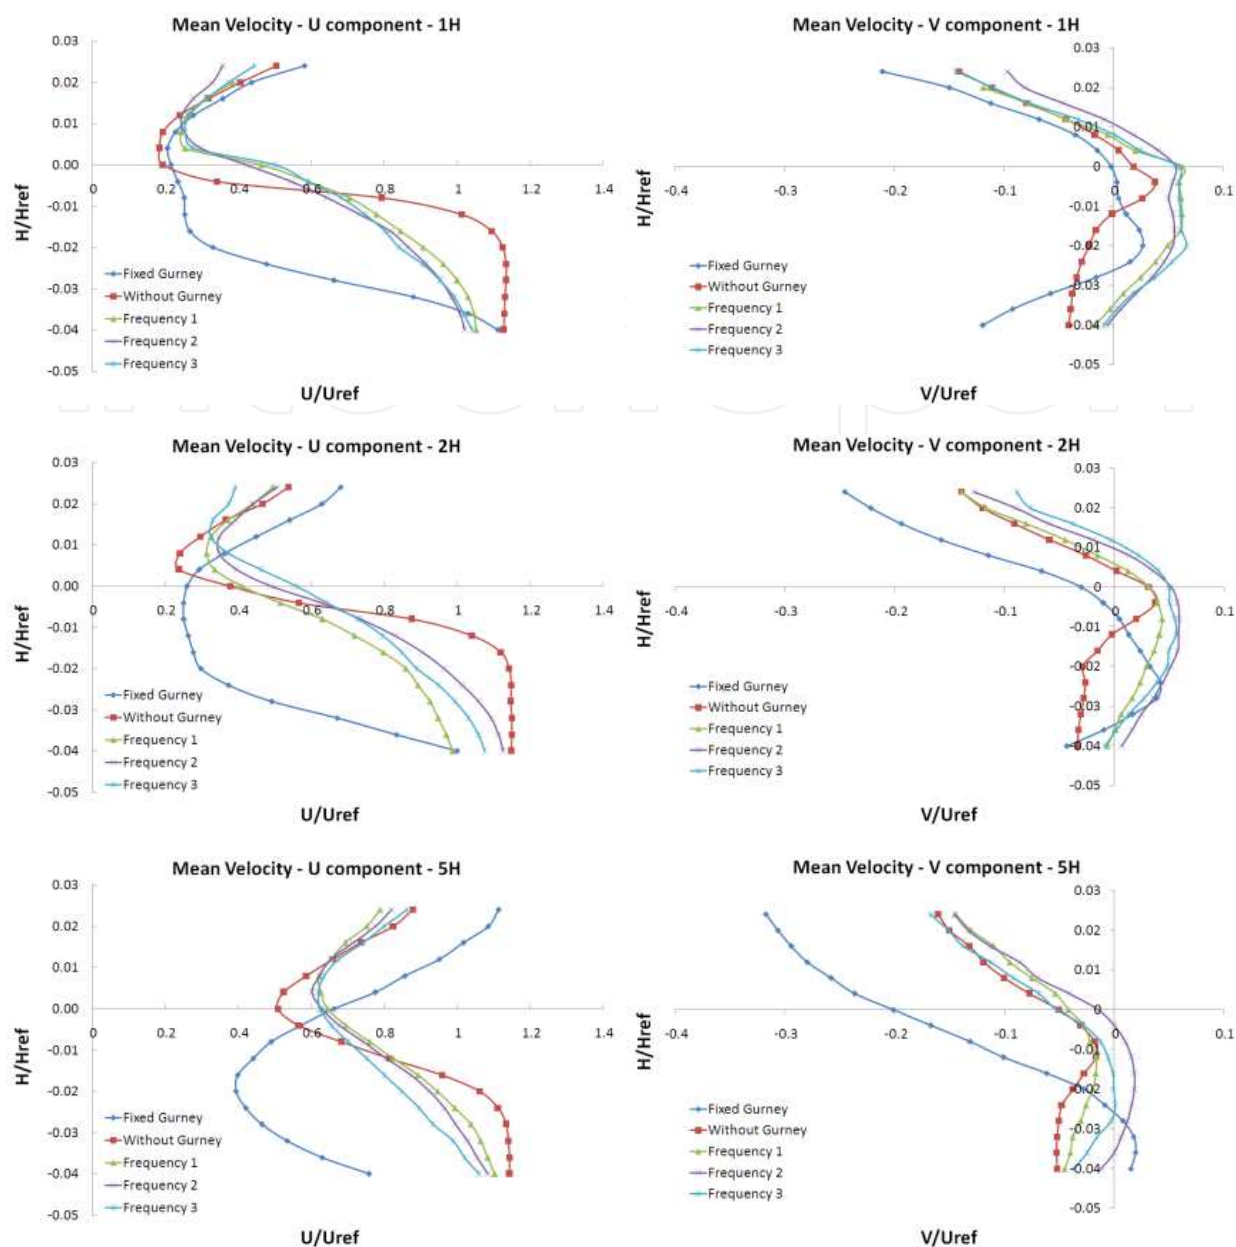 Mean Velocity - U component - 1H
0.03
0.02
0.01
0.00
-0.01
-0.02
-0.03
-0.04
-0.05
0 0.2 0.4 0.6 0.8 1 1.2 1.4
H/Href
U/Uref
Fixed Gurney
Without Gurney
Frequency 1
Frequency 2
Frequency 3
Mean Velocity - V component - 1H
0.03
0.02
0.01
0
-0.01
-0.02
-0.03
-0.04
-0.05
-0.4 -0.3 -0.2 -0.1 0 0.1
H/Href
V/Uref
Fixed Gurney
Without Gurney
Frequency 1
Frequency 2
Frequency 3
Mean Velocity - U component - 2H
0.03
0.02
0.01
0.00
-0.01
-0.02
-0.03
-0.04
-0.05
0 0.2 0.4 0.6 0.8 1 1.2 1.4
H/Href
U/Uref
Fixed Gurney
Without Gurney
Frequency 1
Frequency 2
Frequency 3
Mean Velocity - V component - 2H
0.03
0.02
0.01
0
-0.01
-0.02
-0.03
-0.04
-0.05
-0.4 -0.3 -0.2 -0.1 0 0.1
H/Href
V/Uref
Fixed Gurney
Without Gurney
Frequency 1
Frequency 2
Frequency 3
Mean Velocity - U component - 5H
0.03
0.02
0.01
0.00
-0.01
-0.02
-0.03
-0.04
-0.05
0 0.2 0.4 0.6 0.8 1 1.2 1.4
H/Href
U/Uref
Fixed Gurney
Without Gurney
Frequency 1
Frequency 2
Frequency 3
Mean Velocity - V component - 5H
0.03
0.02
0.01
0
-0.01
-0.02
-0.03
-0.04
-0.05
-0.4 -0.3 -0.2 -0.1 0 0.1
H/Href
V/Uref
Fixed Gurney
Without Gurney
Frequency 1
Frequency 2
Frequency 3